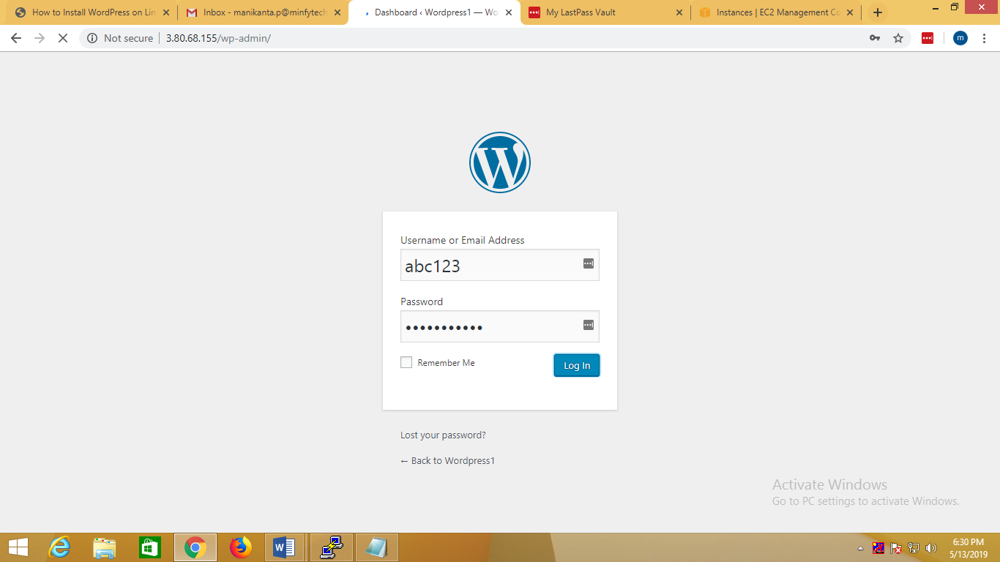 How to Install WordPress on Lin
Inbox - manikanta.p@minfytech
Dashboard ‹ Wordpress1 — Wo
My LastPass Vault
Instances | EC2 Management Co
Not secure
3.80.68.155/wp-admin/
m
Username or Email Address
abc123
Password
•••••••••••
Remember Me
Log In
Lost your password?
← Back to Wordpress1
Activate Windows
Go to PC settings to activate Windows.
6:30 PM
5/13/2019